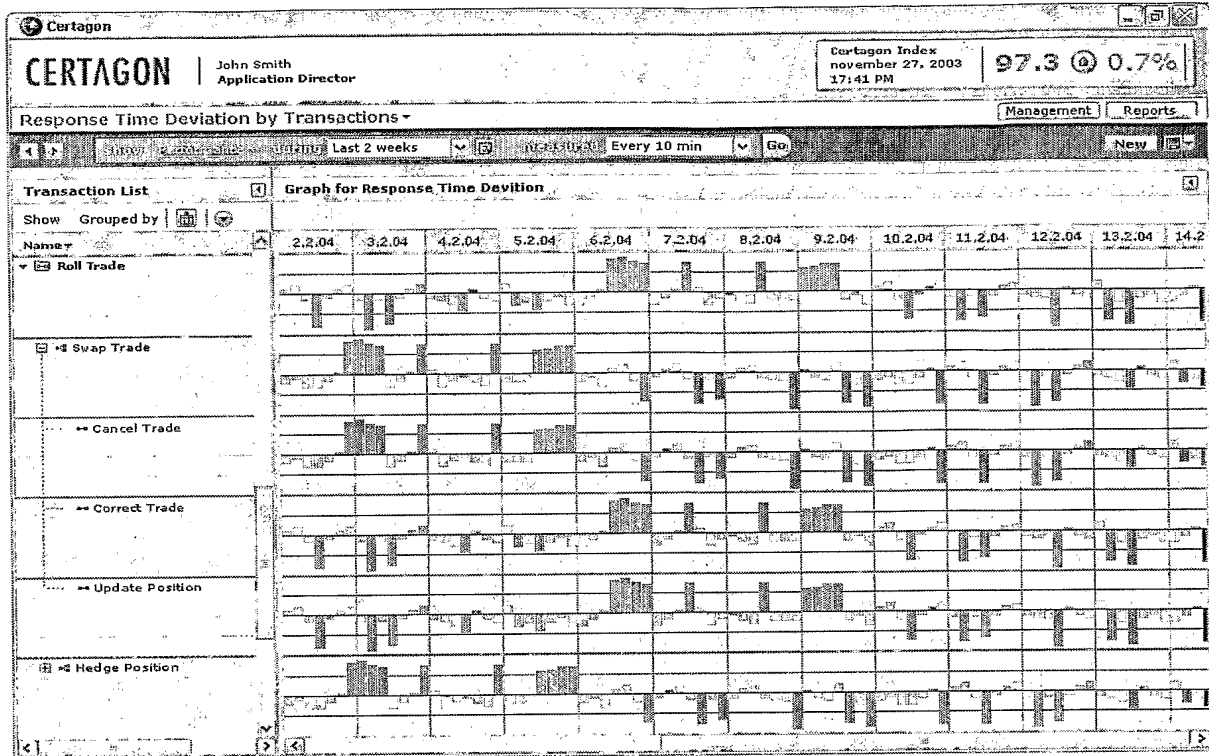 Certagon
CERTAGON
John Smith
Application Director
Certagon Index
november 27, 2003
17:41 PM
97.3 0.7%
Response Time Deviation by Transactions
Management Reports
Last 2 weeks Every 10 min Go New
Transaction List
Graph for Response Time Devition
Show Grouped by
Name
2.2.04 3.2.04 4.2.04 5.2.04 6.2.04 7.2.04 8.2.04 9.2.04 10.2.04 11.2.04 12.2.04 13.2.04 14.2
Roll Trade
Swap Trade
Cancel Trade
Correct Trade
Update Position
Hedge Position